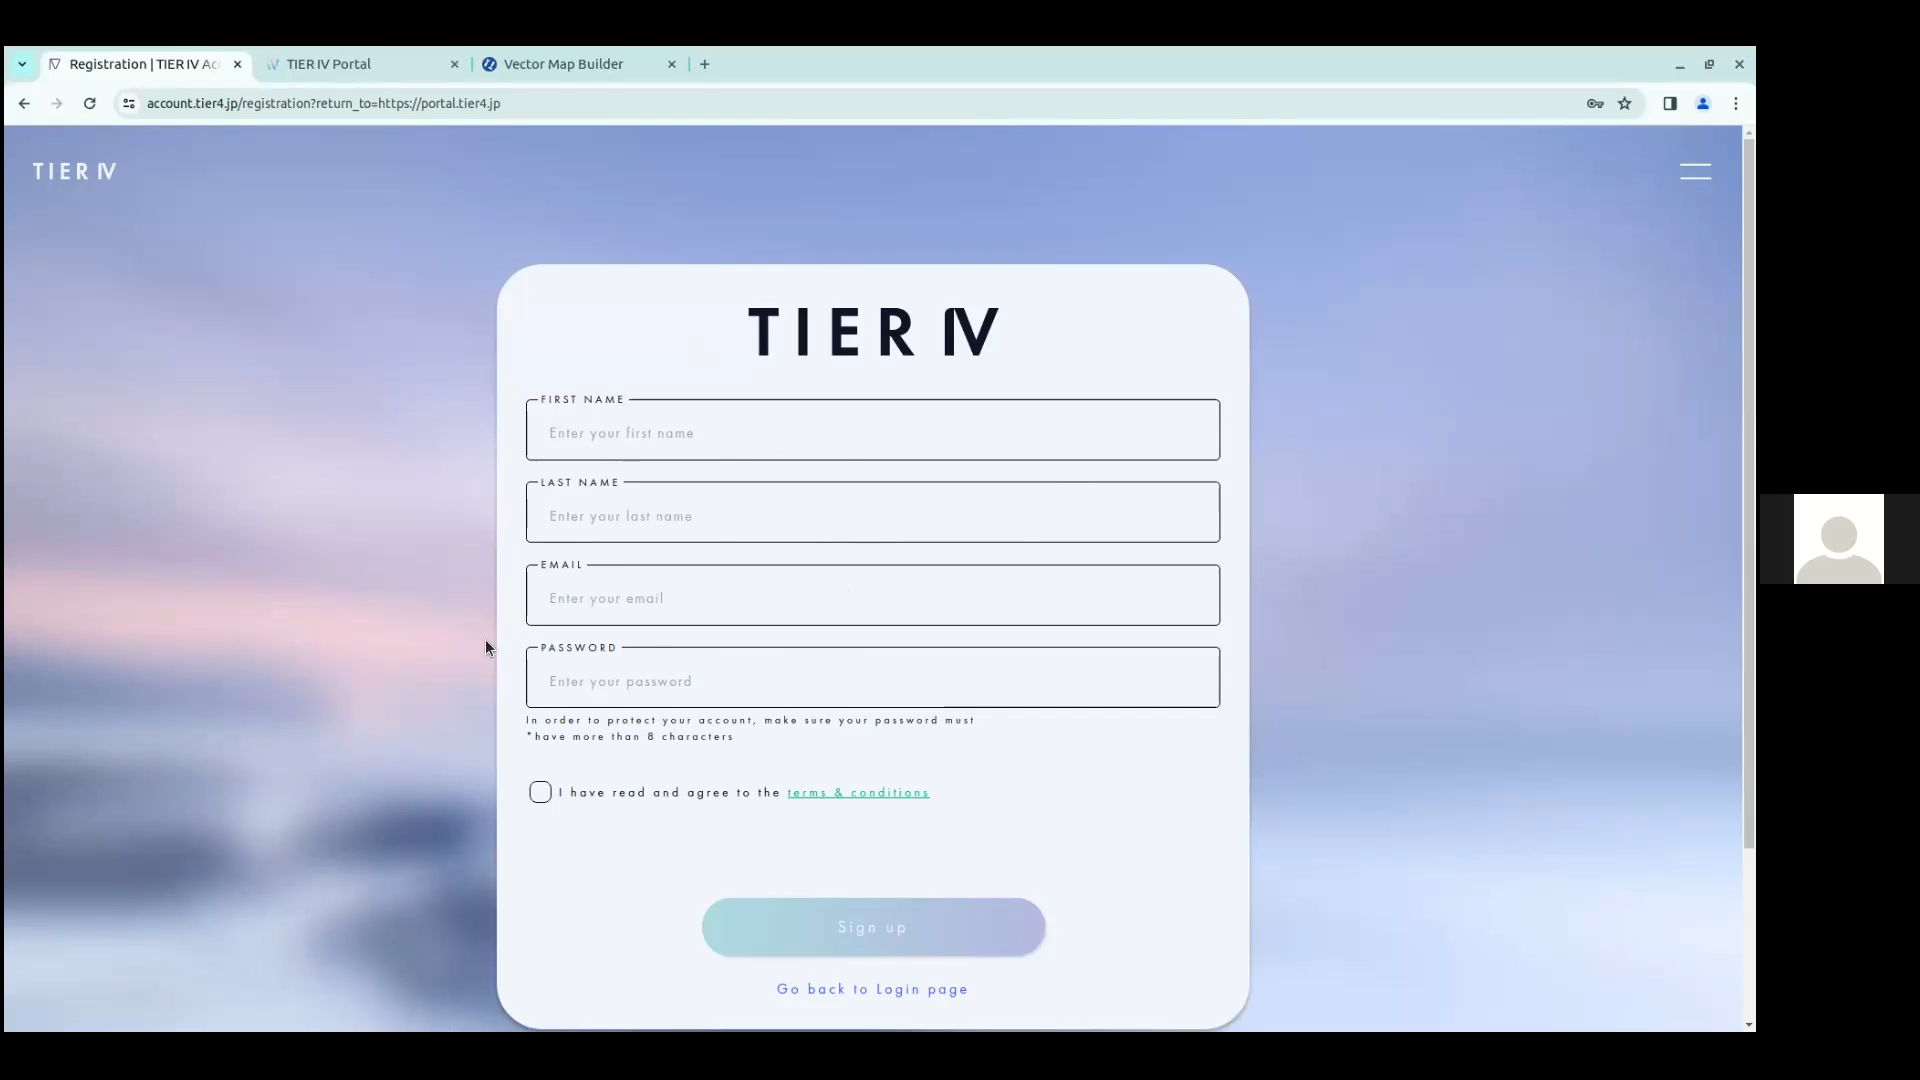 Registration | TIER IV Ac
TIER IV Portal
Vector Map Builder
account.tier4.jp/registration?return_to=https://portal.tier4.jp
TIER IV
TIER IV
FIRST NAME
Enter your first name
LAST NAME
Enter your last name
EMAIL
Enter your email
PASSWORD
Enter your password
In order to protect your account, make sure your password must
*have more than 8 characters
I have read and agree to the terms & conditions
Sign up
Go back to Login page